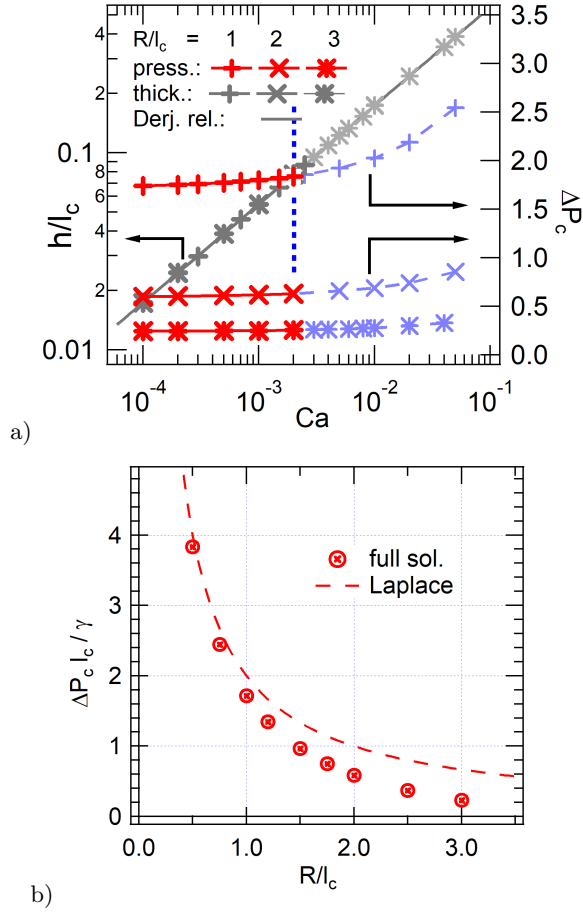 R/lc = 1 2 3
press.:
thick.:
Derj. rel.:
h/lc
4
2
0.1
8
6
4
2
0.01
3.5
3.0
2.5
2.0
1.5
1.0
0.5
0.0
ΔPc
10^-4 10^-3 10^-2 10^-1
Ca
a)
full sol.
Laplace
ΔPc lc / γ
4
3
2
1
0
0.0 1.0 2.0 3.0
R/lc
b)